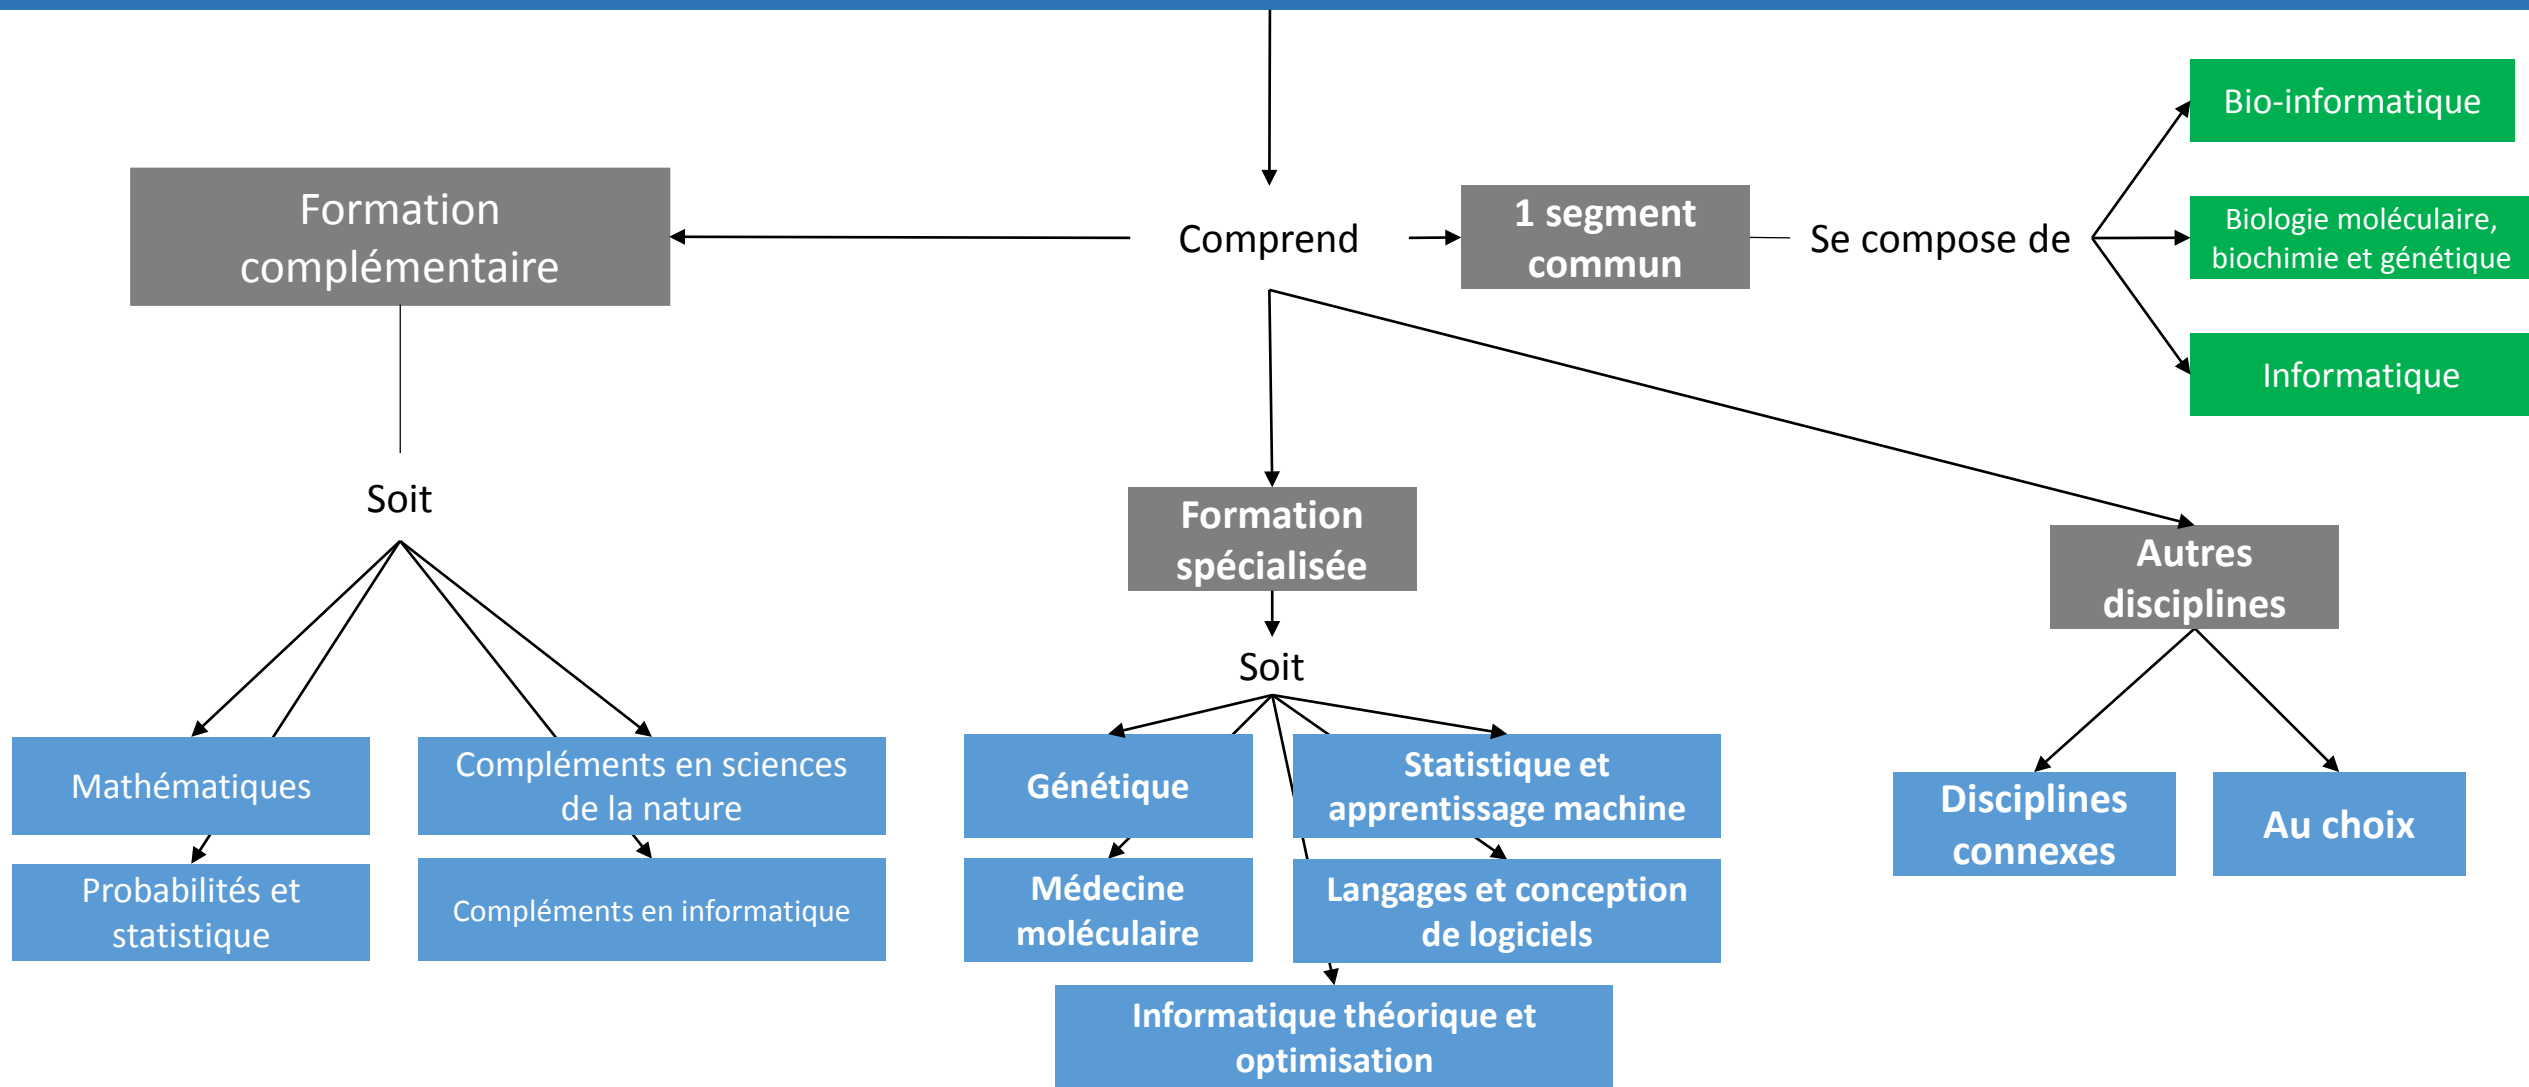 Bio-informatique
Formation
complémentaire
Comprend
1 segment
commun
Se compose de
Biologie moléculaire,
biochimie et génétique
Informatique
Soit
Formation
spécialisée
Autres
disciplines
Soit
Mathématiques
Compléments en sciences
de la nature
Génétique
Statistique et
apprentissage machine
Disciplines
connexes
Au choix
Probabilités et
statistique
Compléments en informatique
Médecine
moléculaire
Langages et conception
de logiciels
Informatique théorique et
optimisation